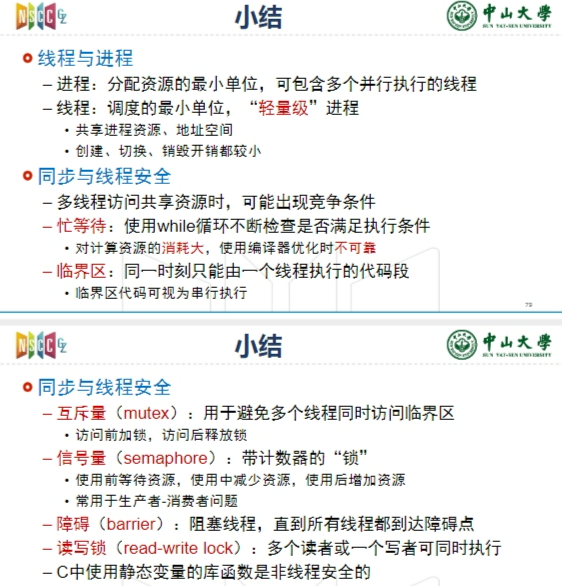 NSCC GZ
小结
中山大學
SUN YAT-SEN UNIVERSITY
线程与进程
– 进程：分配资源的最小单位，可包含多个并行执行的线程
– 线程：调度的最小单位，“轻量级”进程
• 共享进程资源、地址空间
• 创建、切换、销毁开销都较小
同步与线程安全
– 多线程访问共享资源时，可能出现竞争条件
– 忙等待：使用while循环不断检查是否满足执行条件
• 对计算资源的消耗大，使用编译器优化时不可靠
– 临界区：同一时刻只能由一个线程执行的代码段
• 临界区代码可视为串行执行
NSCC GZ
小结
中山大學
SUN YAT-SEN UNIVERSITY
同步与线程安全
– 互斥量（mutex）：用于避免多个线程同时访问临界区
• 访问前加锁，访问后释放锁
– 信号量（semaphore）：带计数器的“锁”
• 使用前等待资源，使用中减少资源，使用后增加资源
• 常用于生产者-消费者问题
– 障碍（barrier）：阻塞线程，直到所有线程都到达障碍点
– 读写锁（read-write lock）：多个读者或一个写者可同时执行
– C中使用静态变量的库函数是非线程安全的